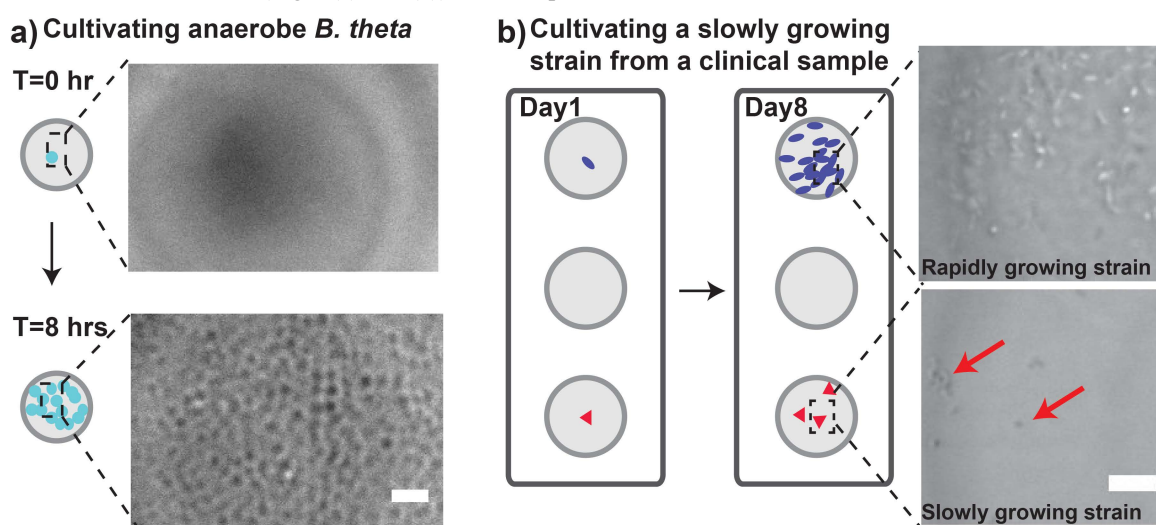 a) Cultivating anaerobe B. theta
T=0 hr
T=8 hrs
b) Cultivating a slowly growing
strain from a clinical sample
Day1
Day8
Rapidly growing strain
Slowly growing strain